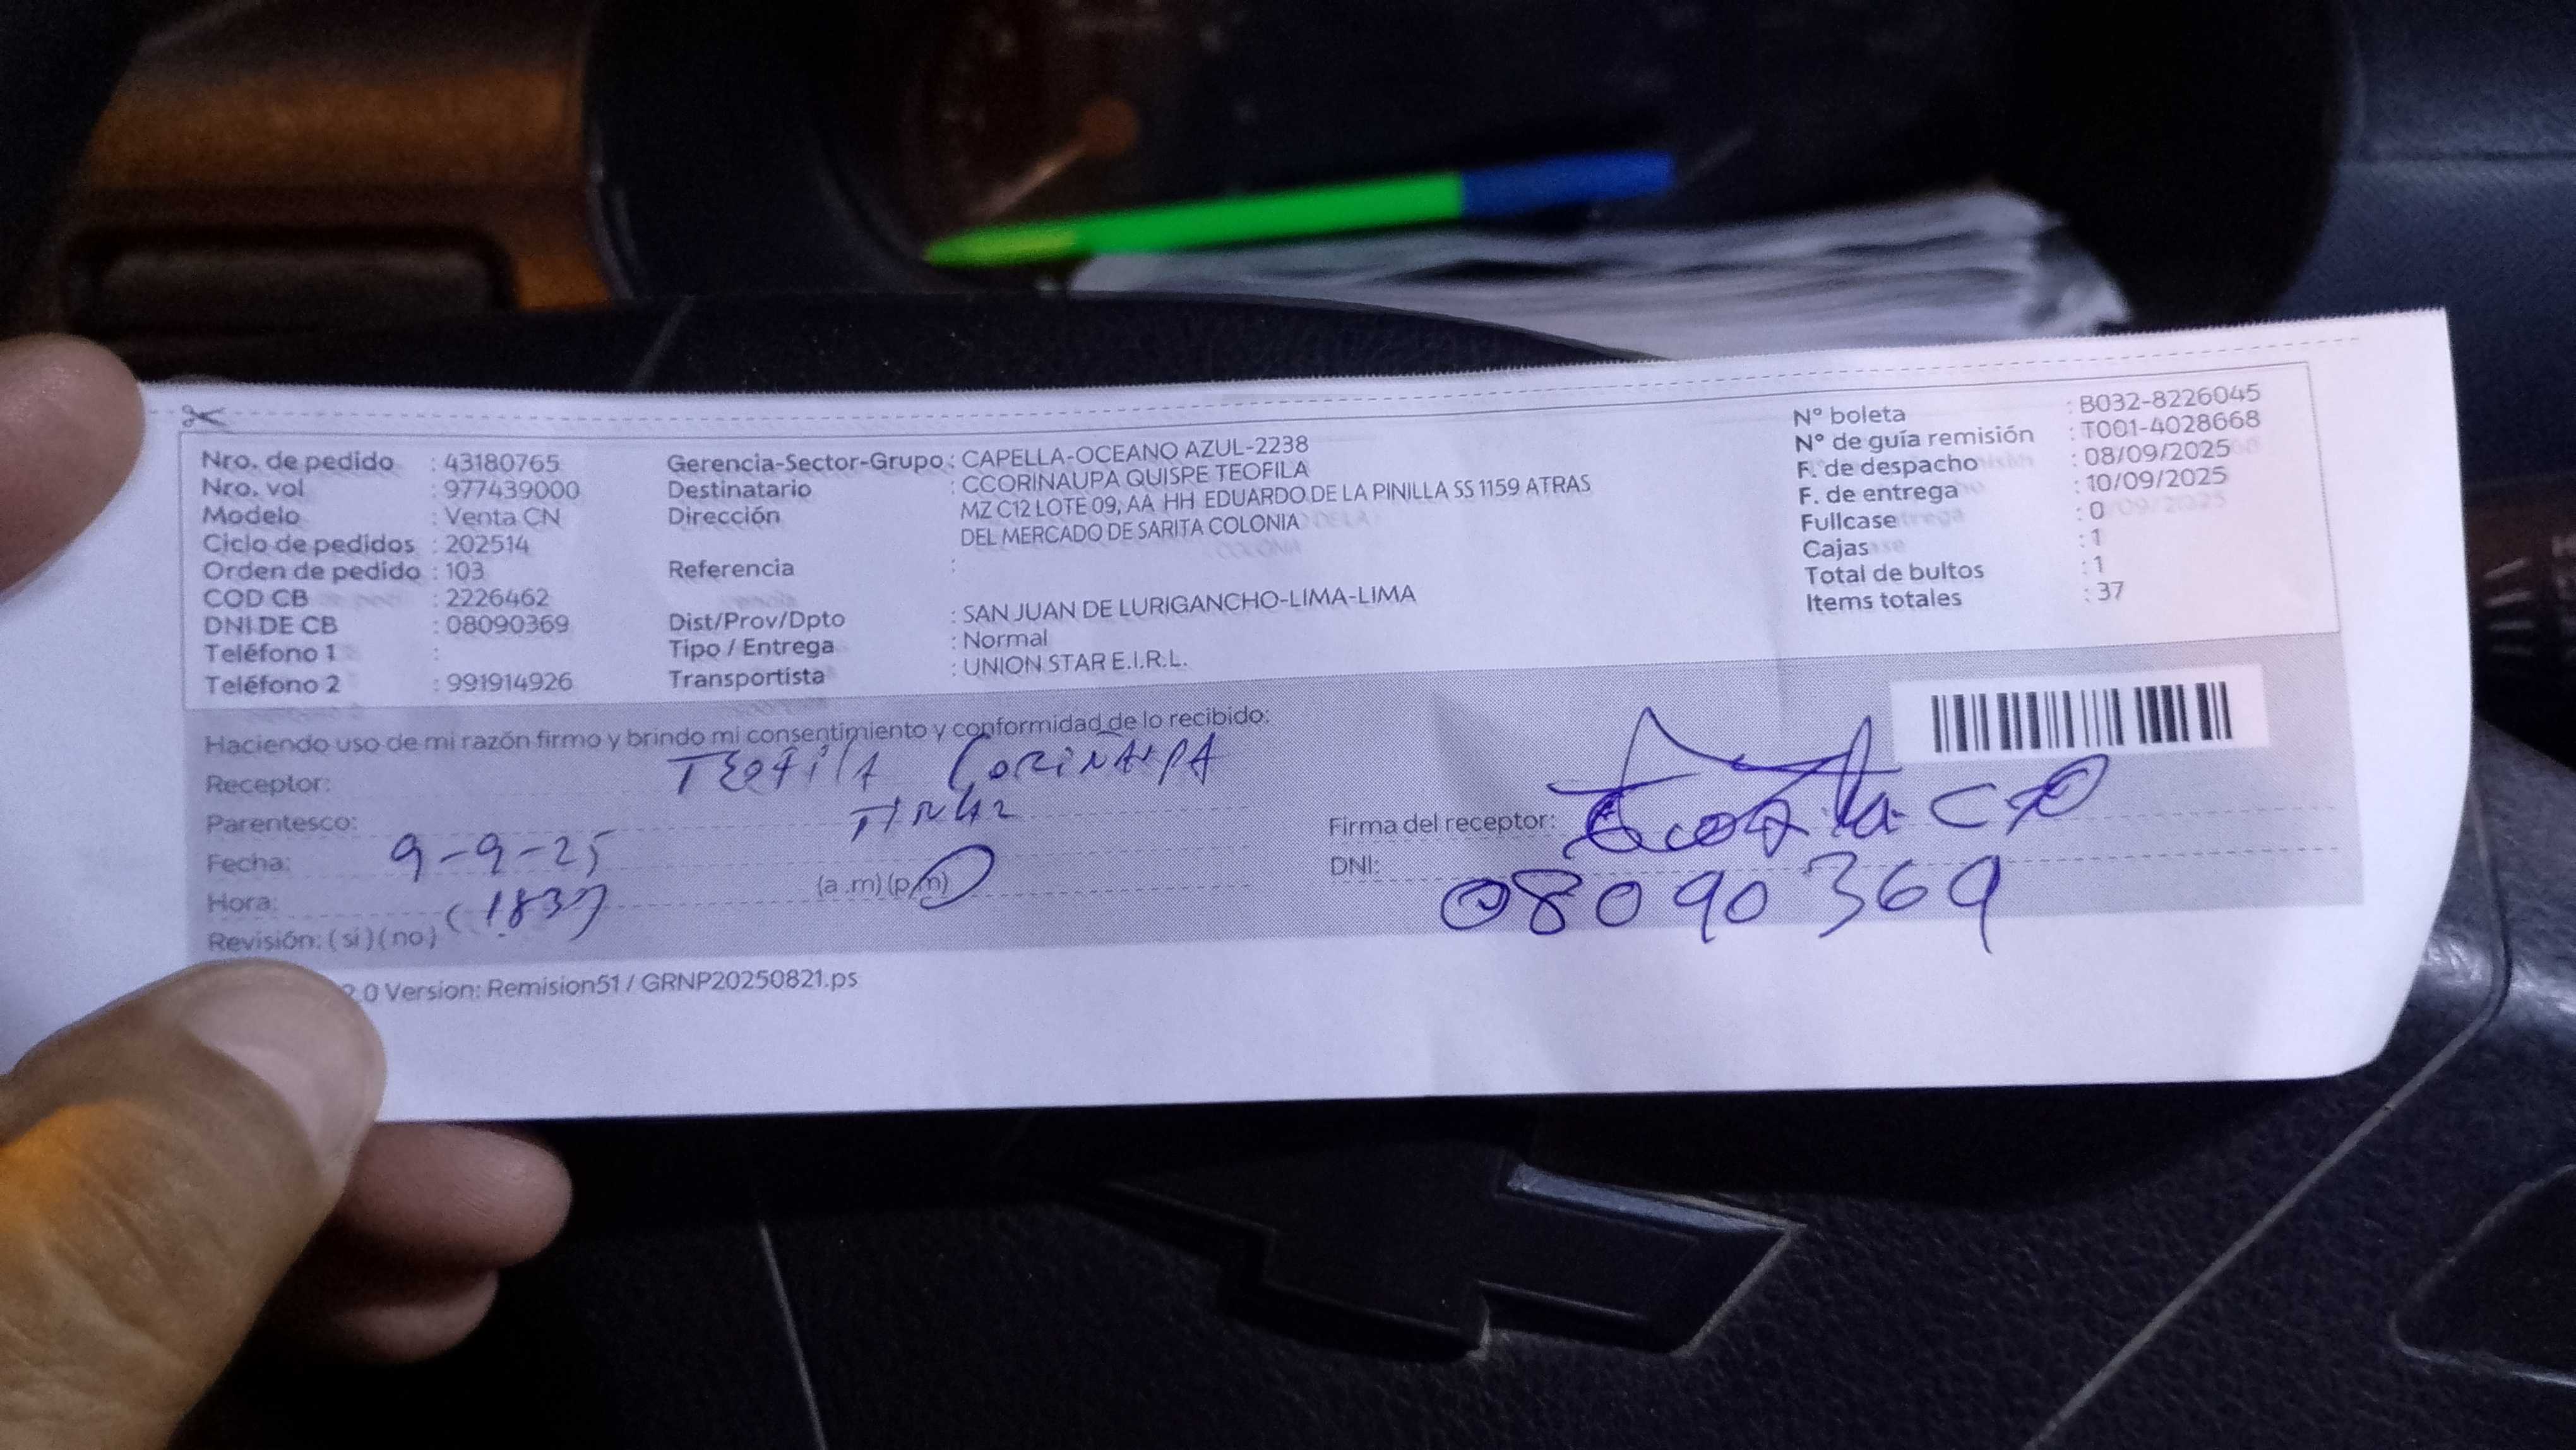 Nro. de pedido : 43180765
Nro. vol : 977439000
Modelo : Venta CN
Ciclo de pedidos : 202514
Orden de pedido : 103
COD CB : 2226462
DNI DE CB : 08090369
Teléfono 1 :
Teléfono 2 : 991914926
Gerencia-Sector-Grupo : CAPELLA-OCEANO AZUL-2238
Destinatario : CCORINAUPA QUISPE TEOFILA
Dirección MZ C12 LOTE 09, AA HH EDUARDO DE LA PINILLA SS 1159 ATRAS
DEL MERCADO DE SARITA COLONIA
Referencia :
Dist/Prov/Dpto : SAN JUAN DE LURIGANCHO-LIMA-LIMA
Tipo / Entrega : Normal
Transportista : UNION STAR E.I.R.L.
N° boleta : B032-8226045
N° de guía remisión : T001-4028668
F. de despacho : 08/09/2025
F. de entrega : 10/09/2025
Fullcase : 0
Cajas : 1
Total de bultos : 1
Items totales : 37
Haciendo uso de mi razón firmo y brindo mi consentimiento y conformidad de lo recibido:
Receptor: TEOFILA CORINAUPA
Parentesco:
Fecha: 9-9-25
Hora: (a.m) (p.m)
Revisión: (si) (no)
Firma del receptor:
DNI: 08090369
2.0 Version: Remision51 / GRNP20250821.ps